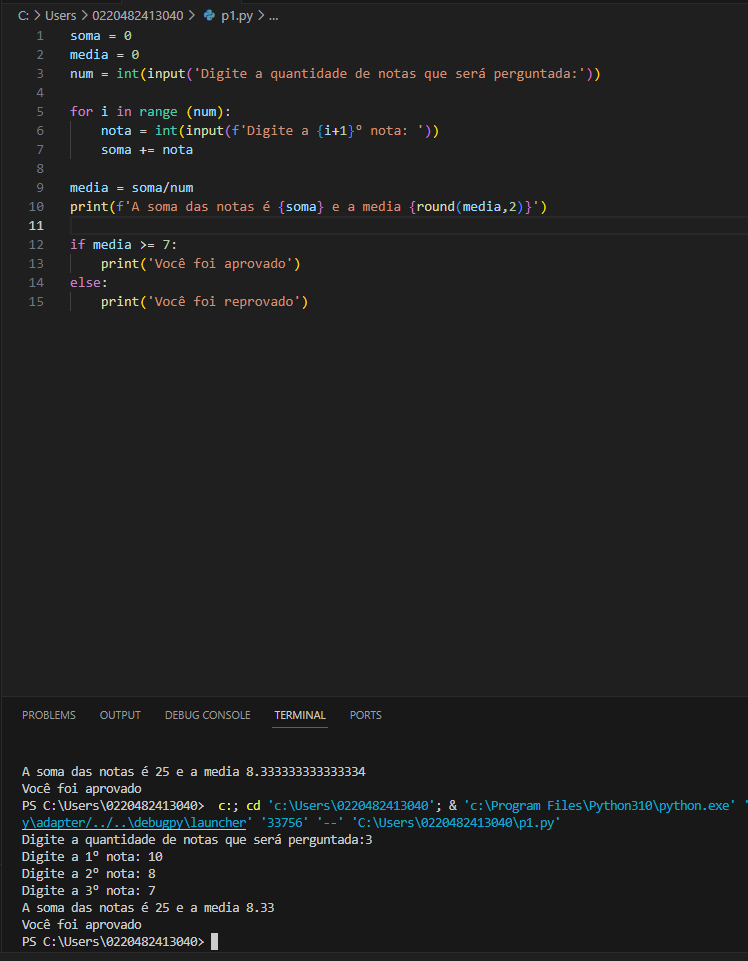 C: > Users > 0220482413040 > p1.py > ...
1 soma = 0
2 media = 0
3 num = int(input('Digite a quantidade de notas que será perguntada:'))
4
5 for i in range (num):
6     nota = int(input(f'Digite a {i+1}º nota: '))
7     soma += nota
8
9 media = soma/num
10 print(f'A soma das notas é {soma} e a media {round(media,2)}')
11
12 if media >= 7:
13     print('Você foi aprovado')
14 else:
15     print('Você foi reprovado')
PROBLEMS OUTPUT DEBUG CONSOLE TERMINAL PORTS
A soma das notas é 25 e a media 8.333333333333334
Você foi aprovado
PS C:\Users\0220482413040>  c:; cd 'c:\Users\0220482413040'; & 'c:\Program Files\Python310\python.exe' '
y\adapter/../..\debugpy\launcher' '33756' '--' 'C:\Users\0220482413040\p1.py'
Digite a quantidade de notas que será perguntada:3
Digite a 1º nota: 10
Digite a 2º nota: 8
Digite a 3º nota: 7
A soma das notas é 25 e a media 8.33
Você foi aprovado
PS C:\Users\0220482413040>